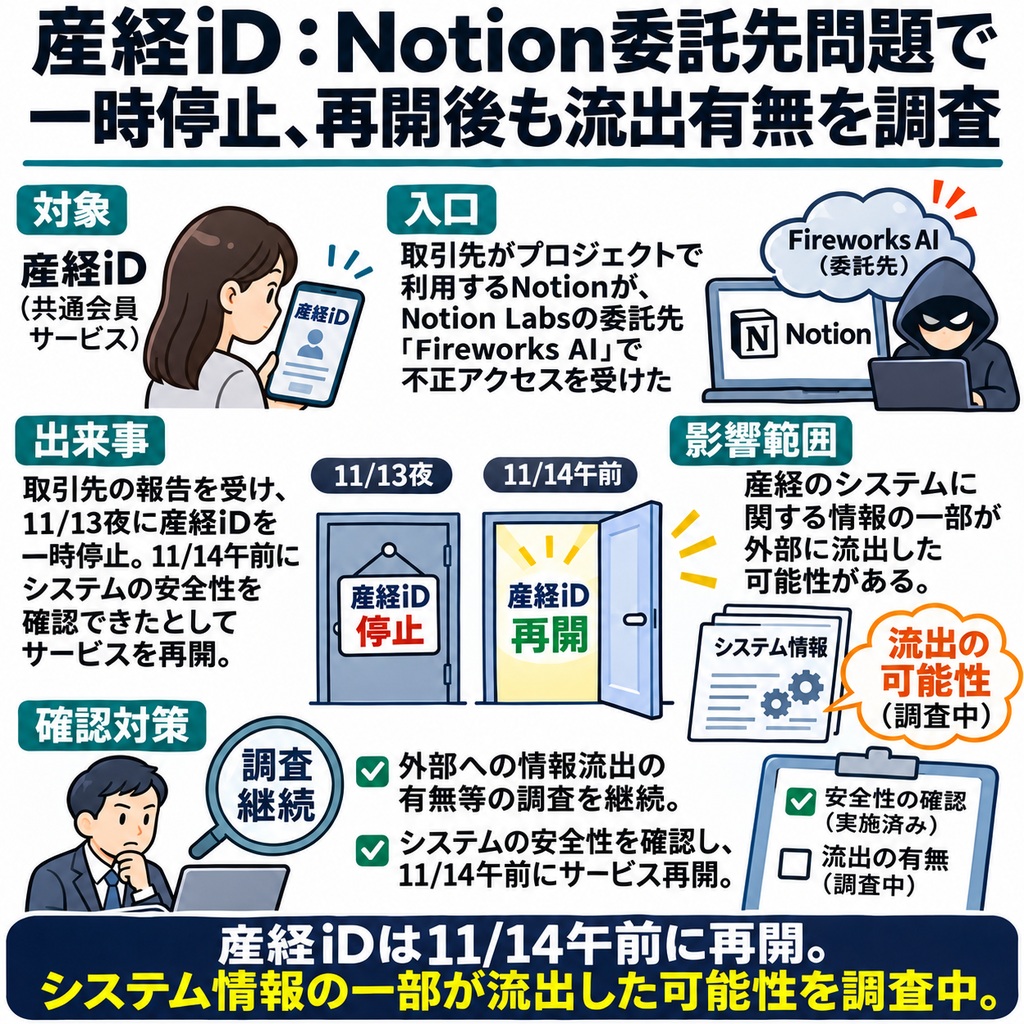 産経iD：Notion委託先問題で
一時停止、再開後も流出有無を調査
対象
産経iD
（共通会員
サービス）
産経iD
入口
取引先がプロジェクトで
利用するNotionが、
Notion Labsの委託先
「Fireworks AI」で
不正アクセスを受けた
Fireworks AI
（委託先）
N Notion
出来事
取引先の報告を受け、
11/13夜に産経iDを
一時停止。11/14午前に
システムの安全性を
確認できたとして
サービスを再開。
11/13夜
産経iD
停止
11/14午前
産経iD
再開
影響範囲
産経のシステムに
関する情報の一部が
外部に流出した
可能性がある。
システム情報
流出の
可能性
（調査中）
確認対策
調査
継続
外部への情報流出の
有無等の調査を継続。
システムの安全性を確認し、
11/14午前にサービス再開。
安全性の確認
（実施済み）
流出の有無
（調査中）
産経iDは11/14午前に再開。
システム情報の一部が流出した可能性を調査中。